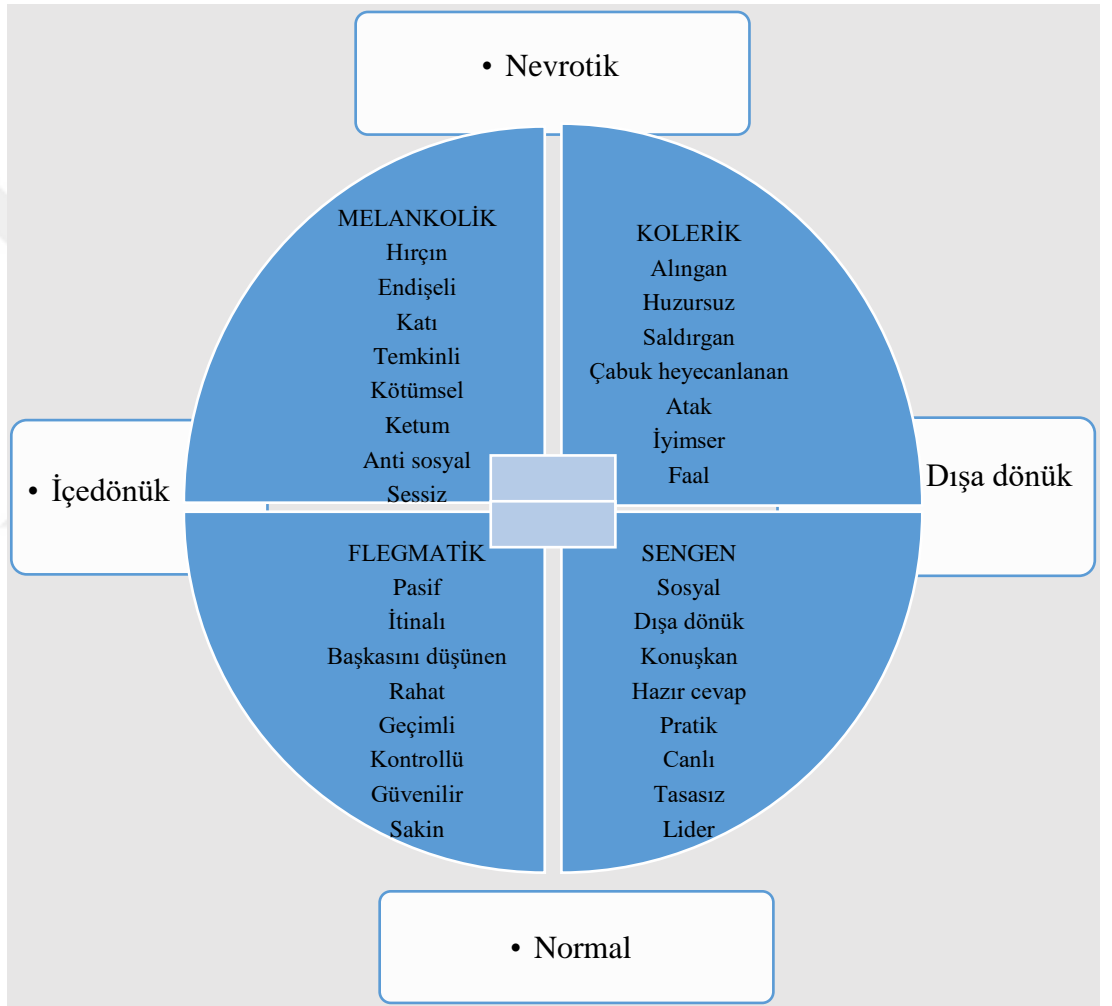 • Nevrotik
MELANKOLİK
Hırçın
Endişeli
Katı
Temkinli
Kötümsel
Ketum
Anti sosyal
Sessiz
KOLERİK
Alıngan
Huzursuz
Saldırgan
Çabuk heyecanlanan
Atak
İyimser
Faal
• İçedönük
Dışa dönük
FLEGMATİK
Pasif
İtinalı
Başkasını düşünen
Rahat
Geçimli
Kontrollü
Güvenilir
Sakin
SENGEN
Sosyal
Dışa dönük
Konuşkan
Hazır cevap
Pratik
Canlı
Tasasız
Lider
• Normal